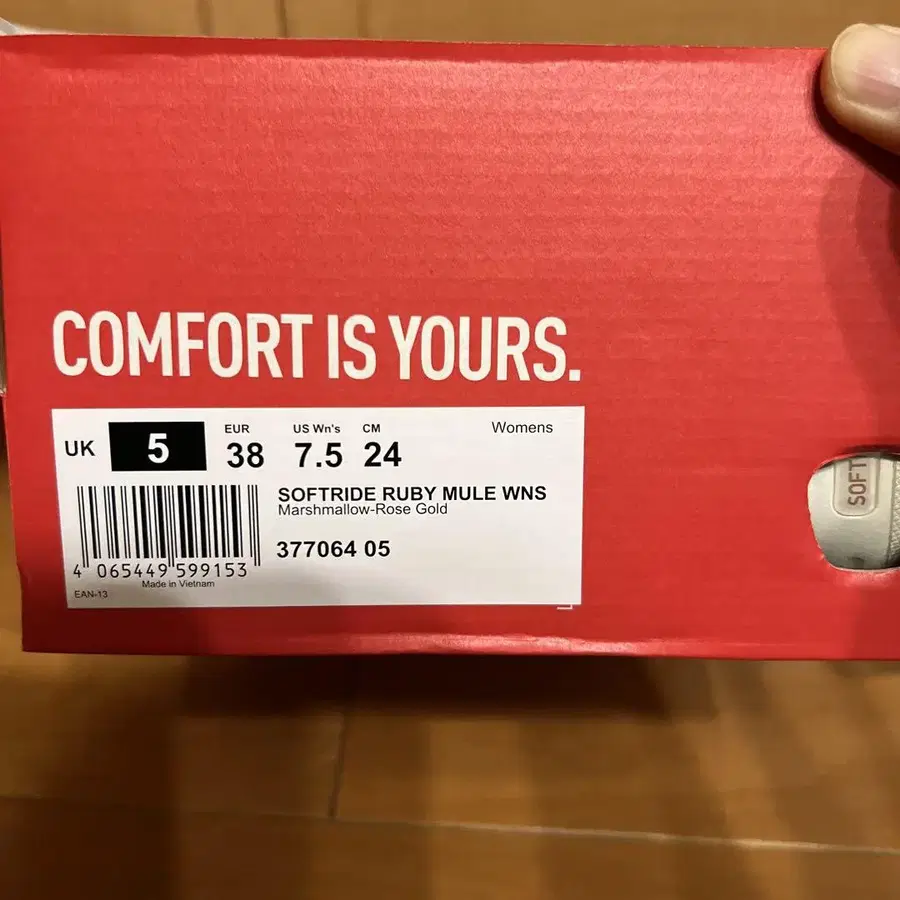 COMFORT IS YOURS.
UK 5
EUR 38
US Wn's 7.5
CM 24
Womens
SOFTRIDE RUBY MULE WNS
Marshmallow-Rose Gold
377064 05
4 065449 599153
Made in Vietnam
EAN-13
SOFT